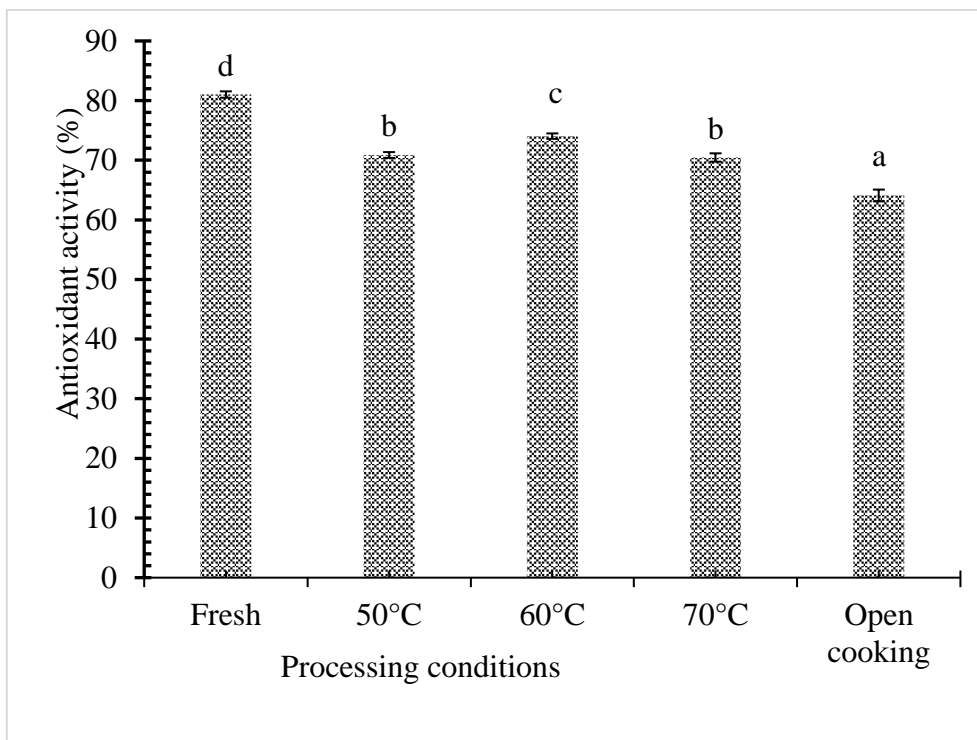 Antioxidant activity (%)
90
80
70
60
50
40
30
20
10
0
d
b
c
b
a
Fresh
50°C
60°C
70°C
Open
cooking
Processing conditions